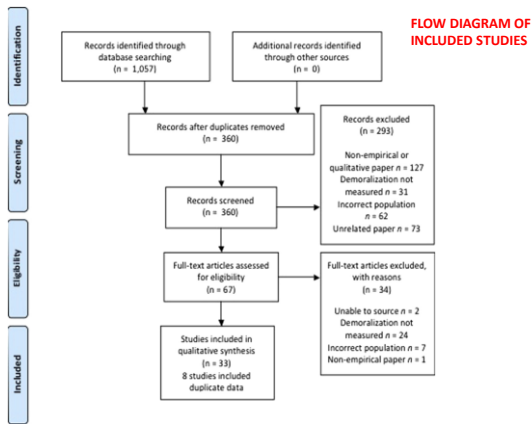 FLOW DIAGRAM OF
INCLUDED STUDIES
Identification
Records identified through
database searching
(n = 1,057)
Additional records identified
through other sources
(n = 0)
Screening
Records after duplicates removed
(n = 360)
Records screened
(n = 360)
Records excluded
(n = 293)
Non-empirical or
qualitative paper n = 127
Demoralization not
measured n = 31
Incorrect population
n = 62
Unrelated paper n = 73
Eligibility
Full-text articles assessed
for eligibility
(n = 67)
Full-text articles excluded,
with reasons
(n = 34)
Unable to source n = 2
Demoralization not
measured n = 24
Incorrect population n = 7
Non-empirical paper n = 1
Included
Studies included in
qualitative synthesis
(n = 33)
8 studies included
duplicate data